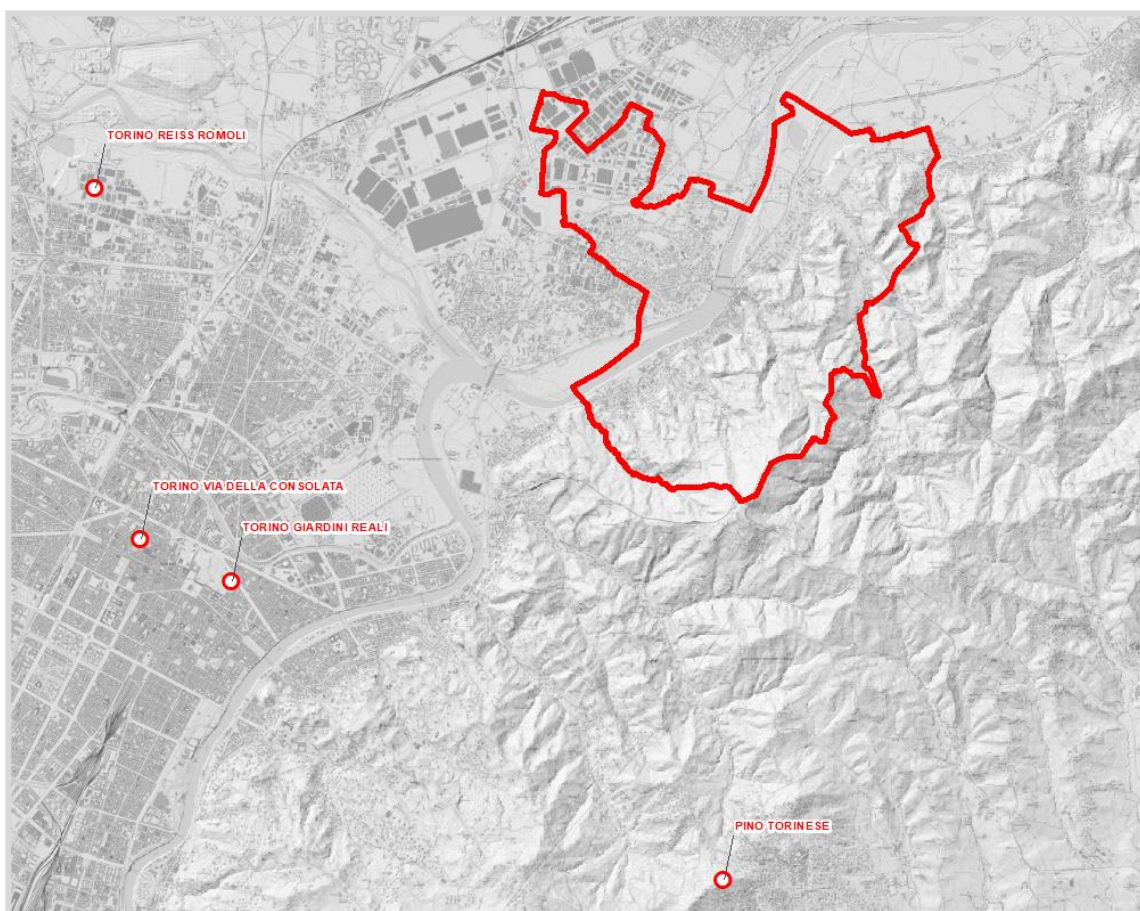 TORINO REISS ROMOLI
TORINO VIA DELLA CONSOLATA
TORINO GIARDINI REALI
PINO TORINESE